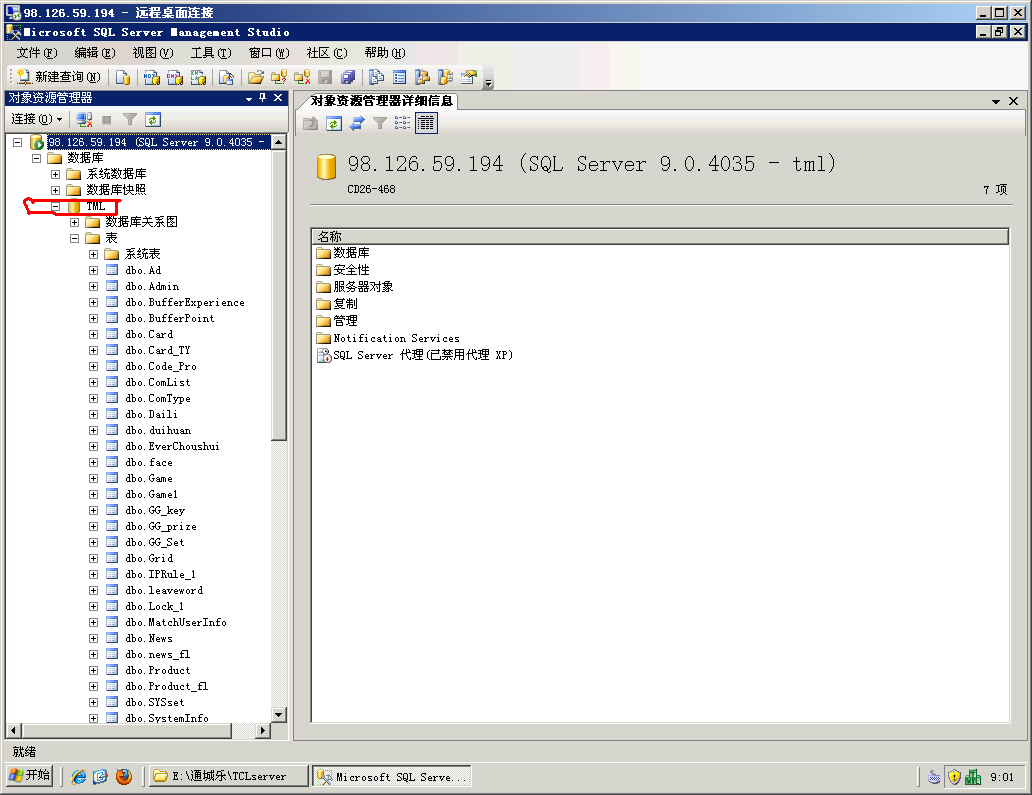 98.126.59.194 - 远程桌面连接
Microsoft SQL Server Management Studio
文件(F) 编辑(E) 视图(V) 工具(T) 窗口(W) 社区(C) 帮助(H)
新建查询(N)
对象资源管理器
连接(O)
98.126.59.194 (SQL Server 9.0.4035 -
数据库
系统数据库
数据库快照
TML
数据库关系图
表
系统表
dbo.Ad
dbo.Admin
dbo.BufferExperience
dbo.BufferPoint
dbo.Card
dbo.Card_TY
dbo.Code_Pro
dbo.ComList
dbo.ComType
dbo.Daili
dbo.duihuan
dbo.EverChoushui
dbo.face
dbo.Game
dbo.Game1
dbo.GG_key
dbo.GG_prize
dbo.GG_Set
dbo.Grid
dbo.IPRule_1
dbo.leaveword
dbo.Lock_1
dbo.MatchUserInfo
dbo.News
dbo.news_fl
dbo.Product
dbo.Product_fl
dbo.SYSset
dbo.SystemInfo
对象资源管理器详细信息
98.126.59.194 (SQL Server 9.0.4035 - tml)
CD26-468
7 项
名称
数据库
安全性
服务器对象
复制
管理
Notification Services
SQL Server 代理(已禁用代理 XP)
就绪
开始
E:\通城乐\TCLserver
Microsoft SQL Serve...
9:01